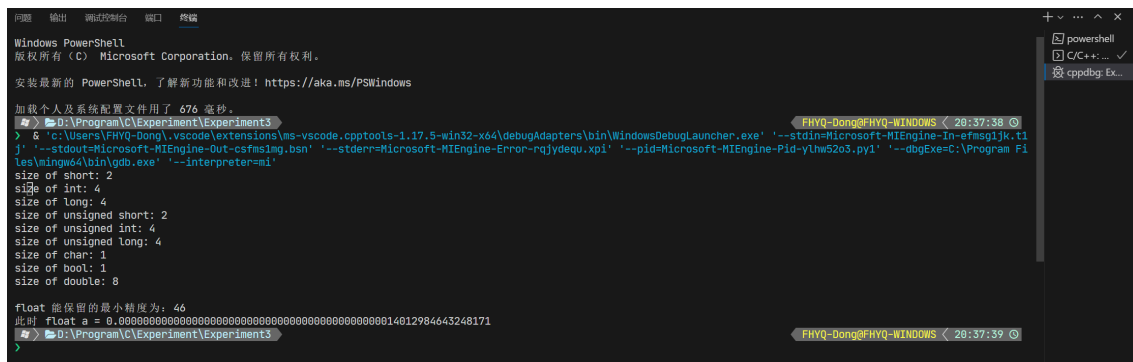 问题 输出 调试控制台 端口 终端
Windows PowerShell
版权所有（C） Microsoft Corporation。保留所有权利。
安装最新的 PowerShell，了解新功能和改进！https://aka.ms/PSWindows
加载个人及系统配置文件用了 676 毫秒。
D:\Program\C\Experiment\Experiment3 FHYQ-Dong@FHYQ-WINDOWS 20:37:38
❯ & 'c:\Users\FHYQ-Dong\.vscode\extensions\ms-vscode.cpptools-1.17.5-win32-x64\debugAdapters\bin\WindowsDebugLauncher.exe' '--stdin=Microsoft-MIEngine-In-efmsg1jk.t1
j' '--stdout=Microsoft-MIEngine-Out-csfms1mg.bsn' '--stderr=Microsoft-MIEngine-Error-rqjydequ.xpi' '--pid=Microsoft-MIEngine-Pid-ylhw52o3.py1' '--dbgExe=C:\Program Fi
les\mingw64\bin\gdb.exe' '--interpreter=mi'
size of short: 2
size of int: 4
size of long: 4
size of unsigned short: 2
size of unsigned int: 4
size of unsigned long: 4
size of char: 1
size of bool: 1
size of double: 8
float 能保留的最小精度为: 46
此时 float a = 0.0000000000000000000000000000000000000000000014012984643248171
D:\Program\C\Experiment\Experiment3 FHYQ-Dong@FHYQ-WINDOWS 20:37:39
❯
powershell
C/C++: ...
cppdbg: Ex...